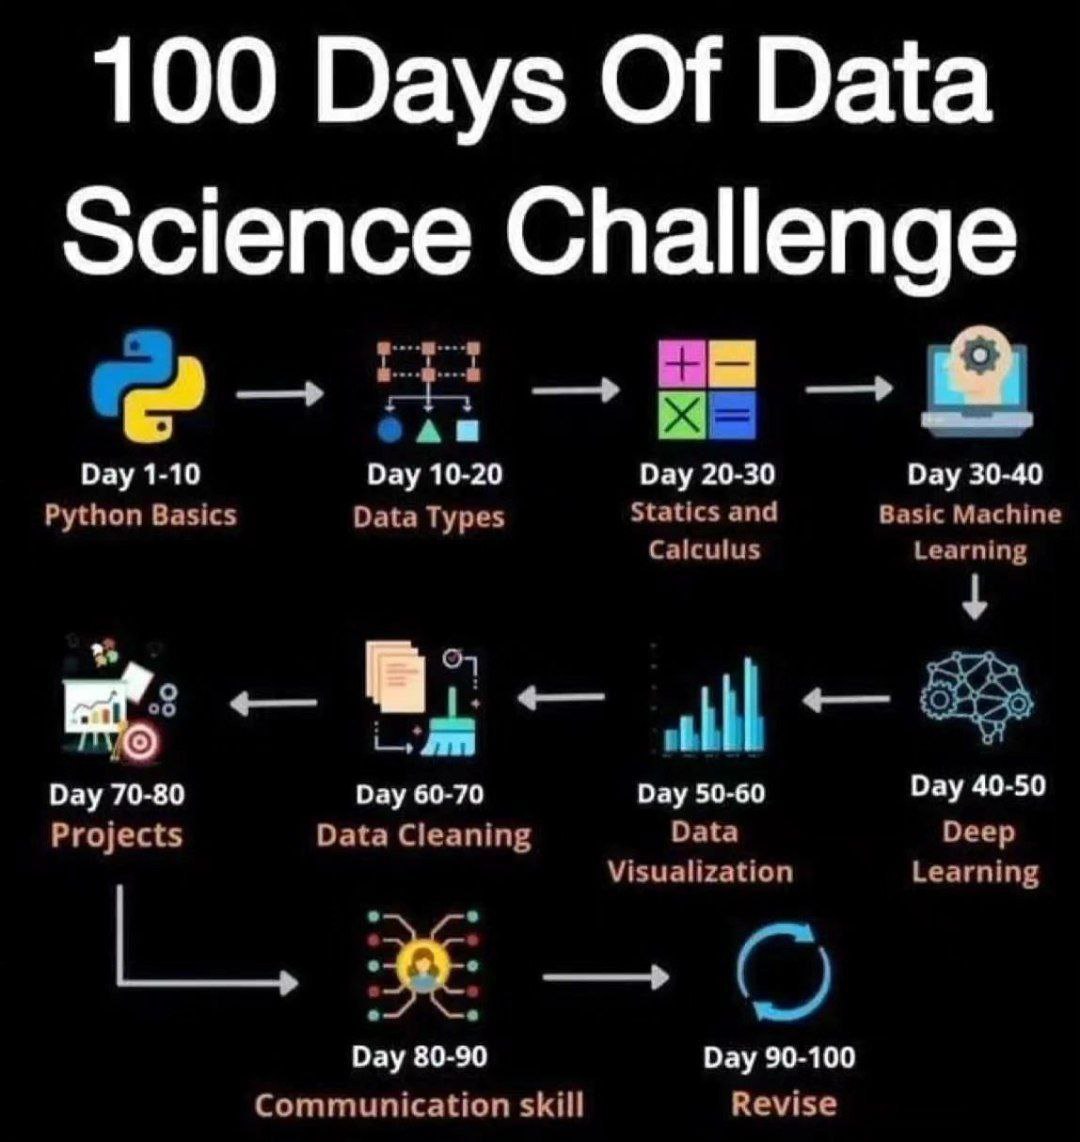 100 Days Of Data
Science Challenge
Day 1-10
Python Basics
Day 10-20
Data Types
Day 20-30
Statics and
Calculus
Day 30-40
Basic Machine
Learning
Day 40-50
Deep
Learning
Day 50-60
Data
Visualization
Day 60-70
Data Cleaning
Day 70-80
Projects
Day 80-90
Communication skill
Day 90-100
Revise